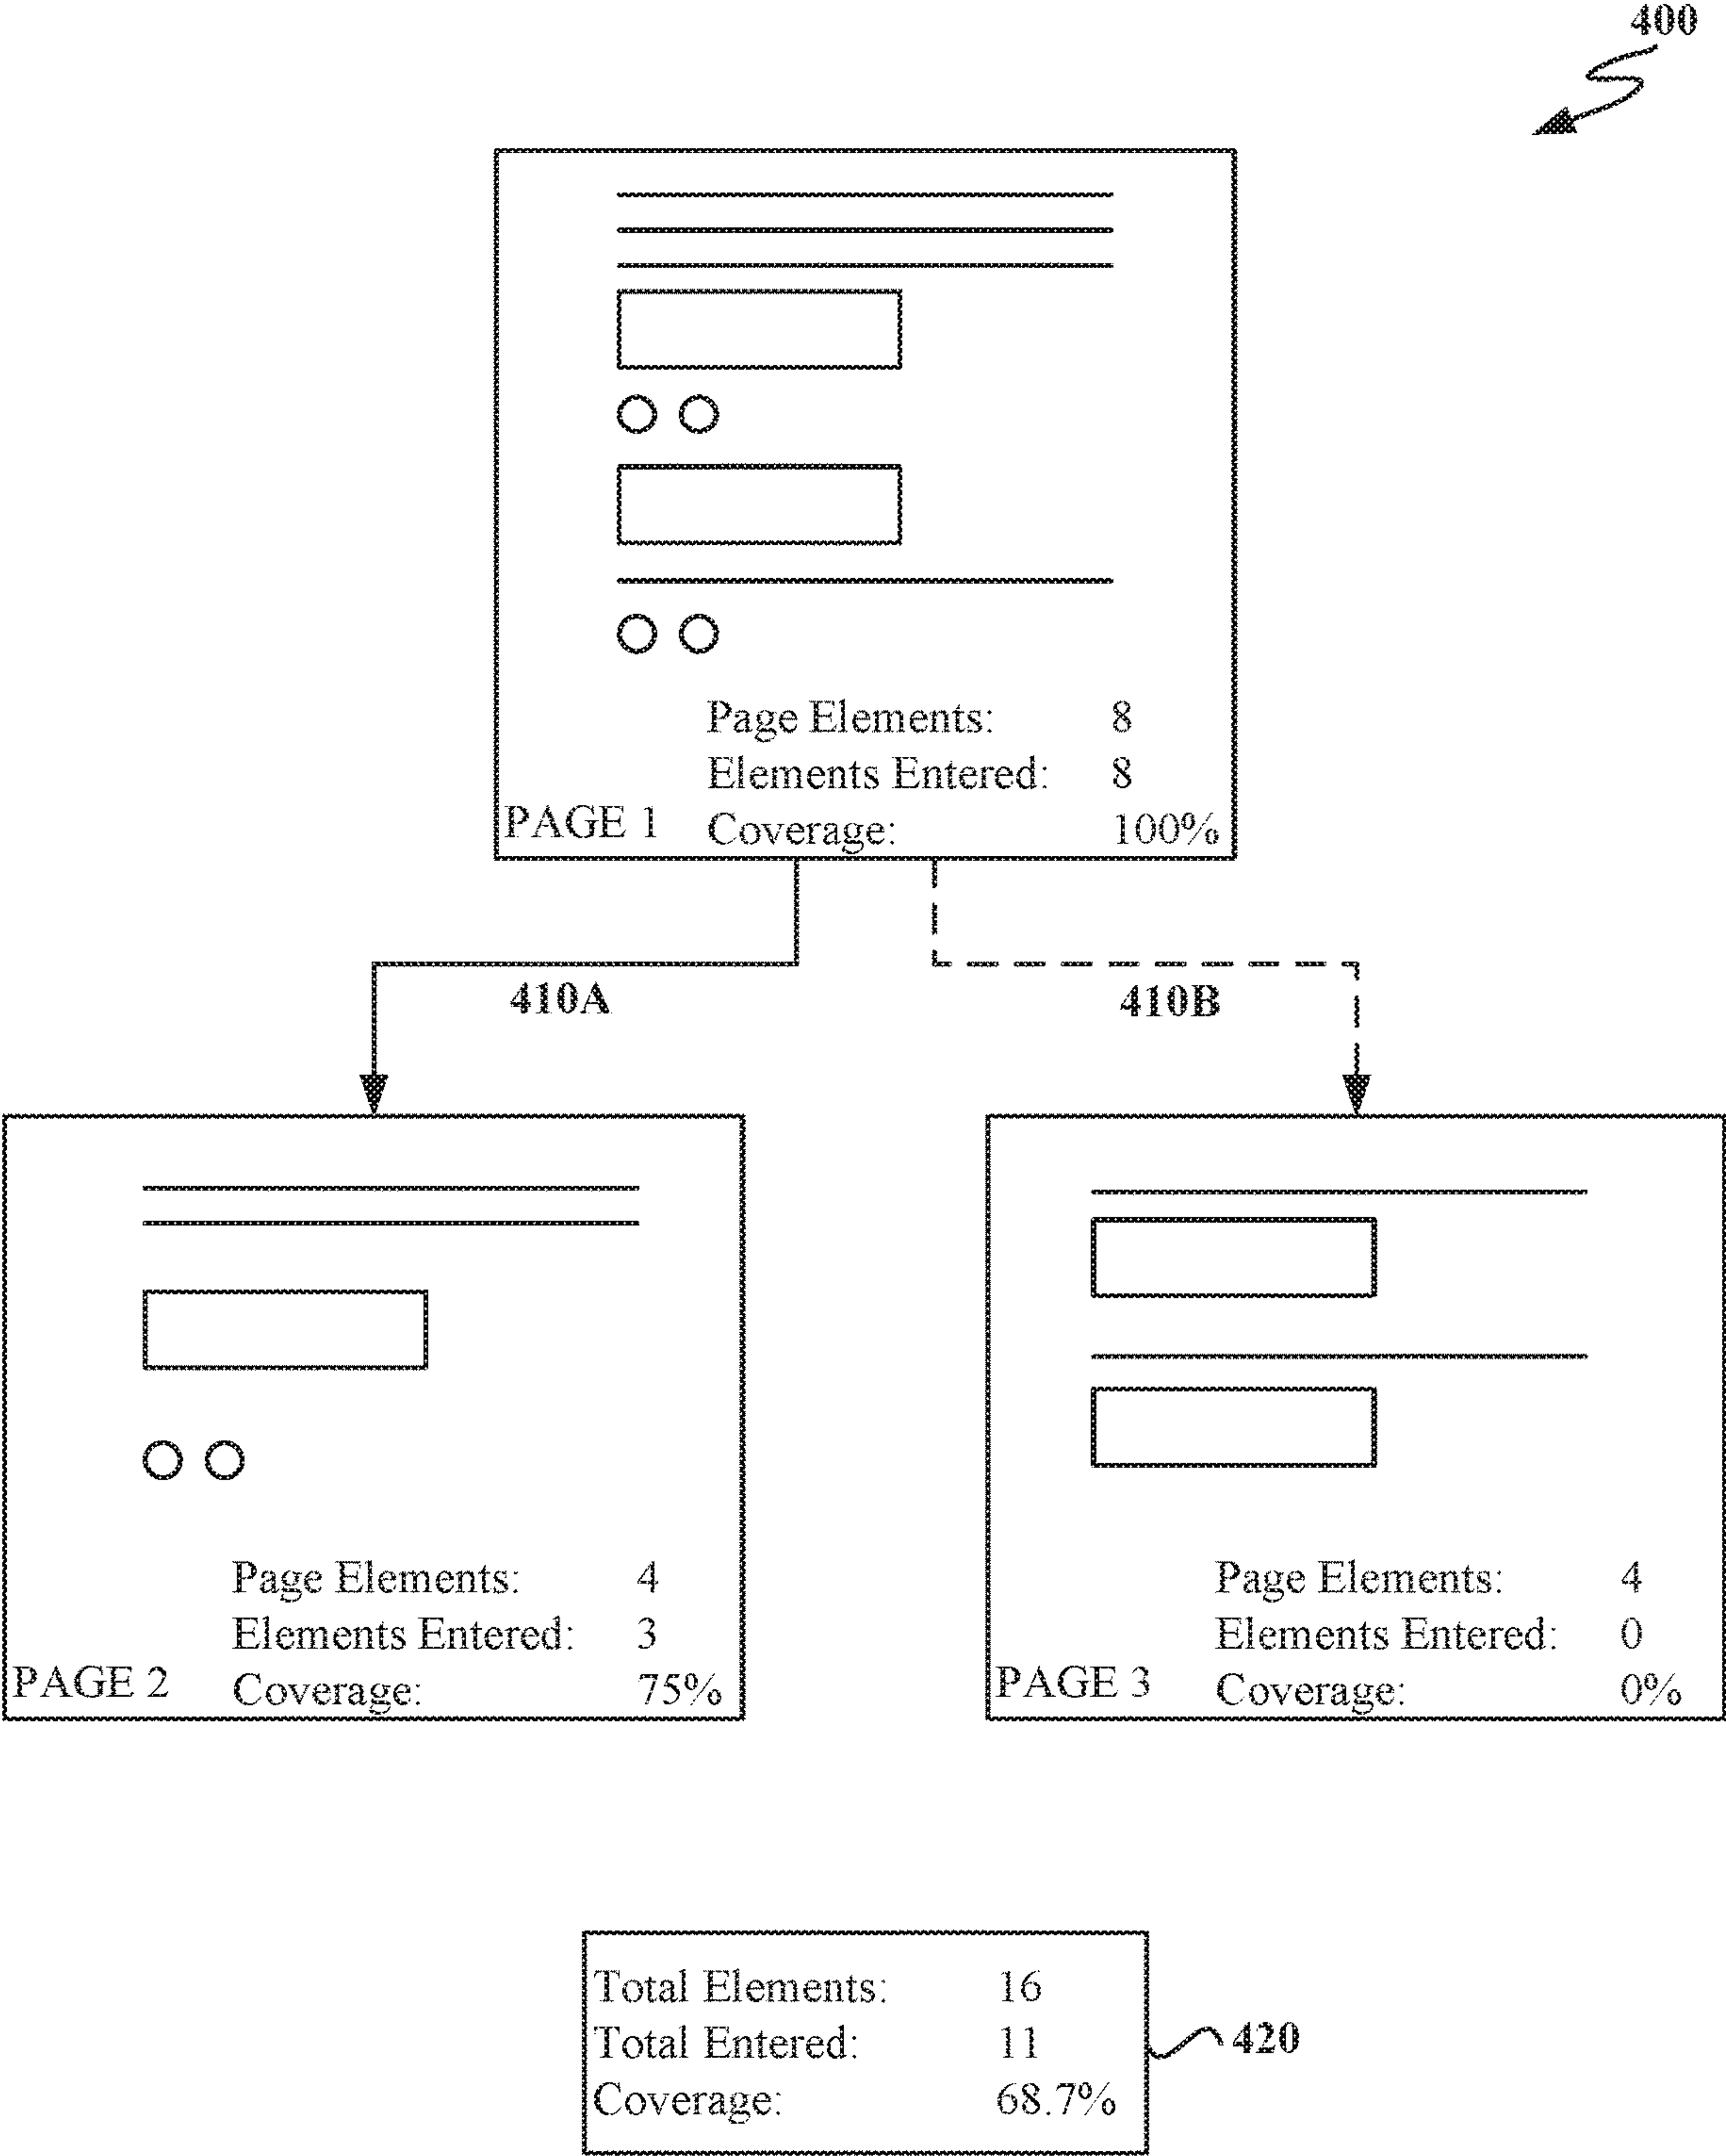 400
Page Elements: 8
Elements Entered: 8
PAGE 1 Coverage: 100%
410A 410B
Page Elements: 4
Elements Entered: 3
PAGE 2 Coverage: 75%
Page Elements: 4
Elements Entered: 0
PAGE 3 Coverage: 0%
Total Elements: 16
Total Entered: 11
Coverage: 68.7%
420